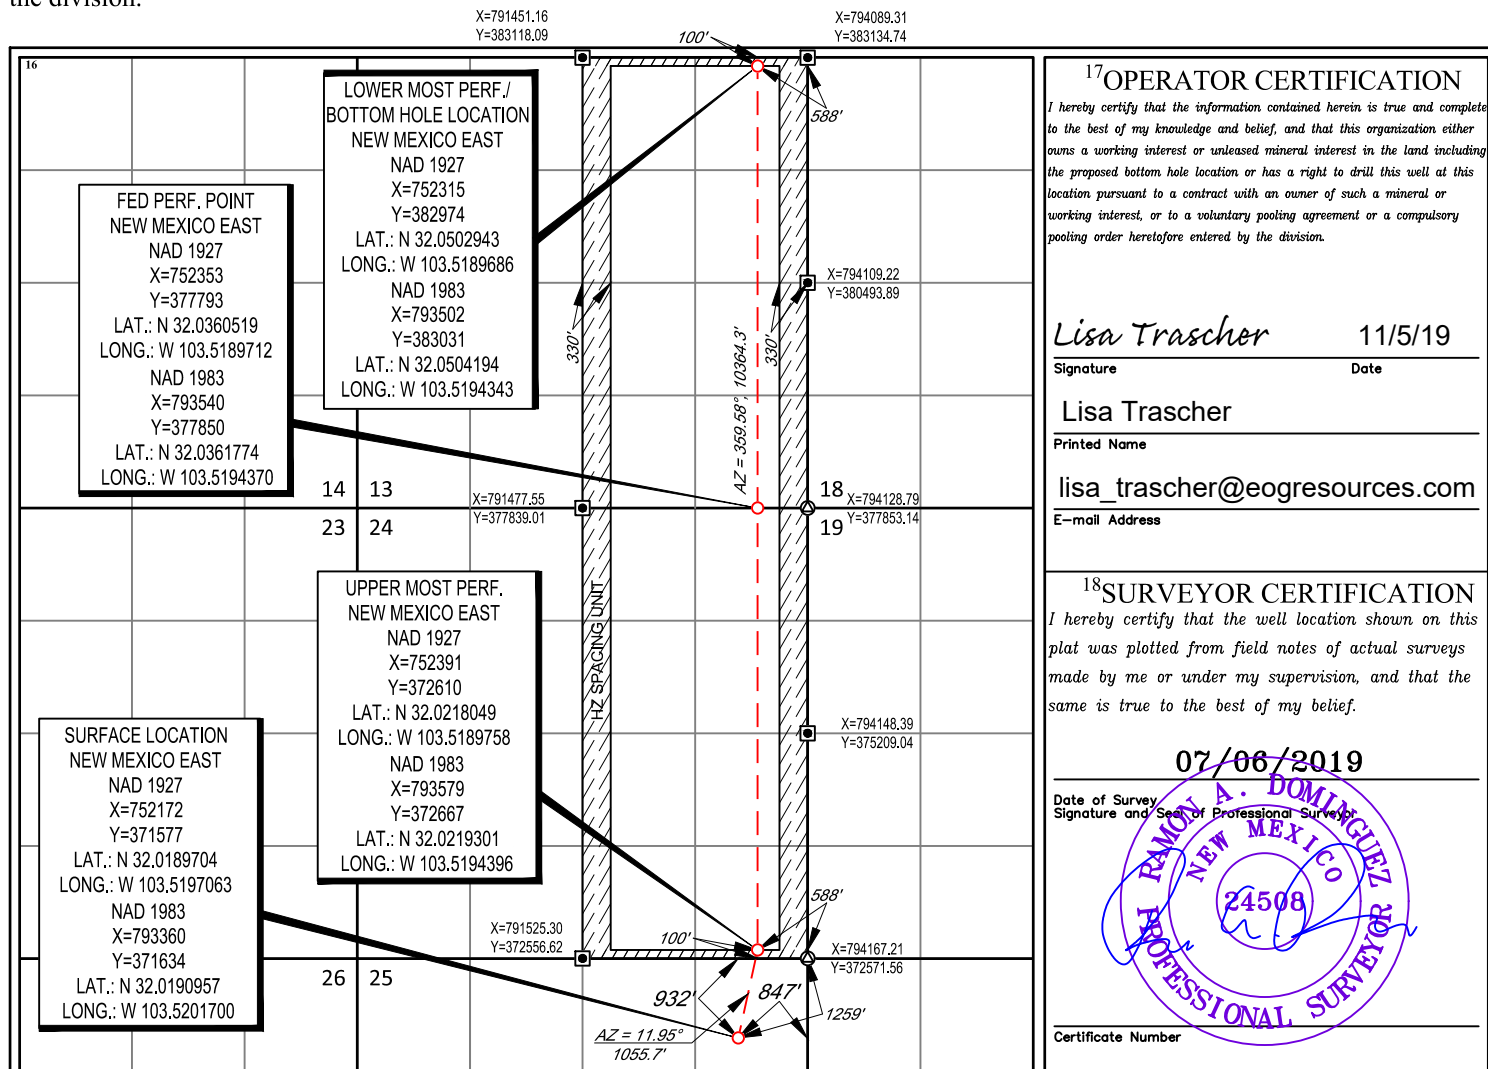 the division.
X=791451.16
Y=383118.09
X=794089.31
Y=383134.74
100'
16
588'
LOWER MOST PERF./
BOTTOM HOLE LOCATION
NEW MEXICO EAST
NAD 1927
X=752315
Y=382974
LAT.: N 32.0502943
LONG.: W 103.5189686
NAD 1983
X=793502
Y=383031
LAT.: N 32.0504194
LONG.: W 103.5194343
FED PERF. POINT
NEW MEXICO EAST
NAD 1927
X=752353
Y=377793
LAT.: N 32.0360519
LONG.: W 103.5189712
NAD 1983
X=793540
Y=377850
LAT.: N 32.0361774
LONG.: W 103.5194370
X=794109.22
Y=380493.89
330'
330'
AZ = 359.58°, 10364.3'
14 13
23 24
X=791477.55
Y=377839.01
18
19
X=794128.79
Y=377853.14
UPPER MOST PERF.
NEW MEXICO EAST
NAD 1927
X=752391
Y=372610
LAT.: N 32.0218049
LONG.: W 103.5189758
NAD 1983
X=793579
Y=372667
LAT.: N 32.0219301
LONG.: W 103.5194396
HZ SPACING UNIT
SURFACE LOCATION
NEW MEXICO EAST
NAD 1927
X=752172
Y=371577
LAT.: N 32.0189704
LONG.: W 103.5197063
NAD 1983
X=793360
Y=371634
LAT.: N 32.0190957
LONG.: W 103.5201700
X=794148.39
Y=375209.04
588'
X=791525.30
Y=372556.62
100'
X=794167.21
Y=372571.56
26 25
932'
847'
1259'
AZ = 11.95°
1055.7'
17OPERATOR CERTIFICATION
I hereby certify that the information contained herein is true and complete
to the best of my knowledge and belief, and that this organization either
owns a working interest or unleased mineral interest in the land including
the proposed bottom hole location or has a right to drill this well at this
location pursuant to a contract with an owner of such a mineral or
working interest, or to a voluntary pooling agreement or a compulsory
pooling order heretofore entered by the division.
Lisa Trascher 11/5/19
Signature Date
Lisa Trascher
Printed Name
lisa_trascher@eogresources.com
E-mail Address
18SURVEYOR CERTIFICATION
I hereby certify that the well location shown on this
plat was plotted from field notes of actual surveys
made by me or under my supervision, and that the
same is true to the best of my belief.
07/06/2019
Date of Survey
Signature and Seal of Professional Surveyor
RAMON A. DOMINGUEZ
NEW MEXICO
24508
PROFESSIONAL SURVEYOR
Certificate Number